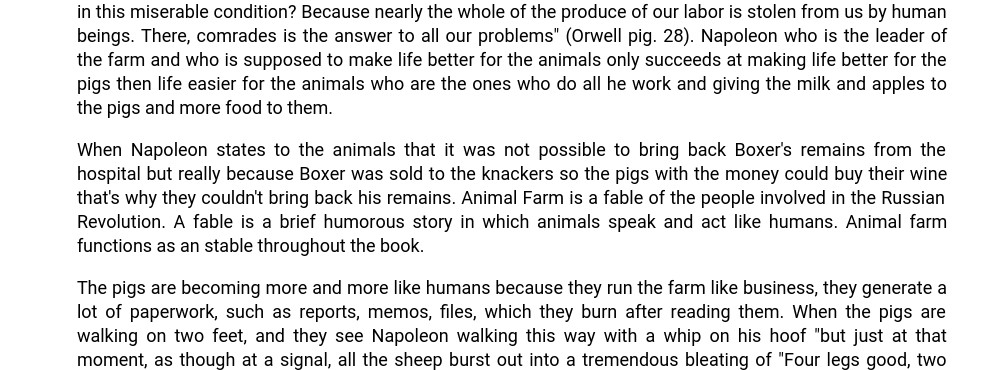 in this miserable condition? Because nearly the whole of the produce of our labor is stolen from us by human
beings. There, comrades is the answer to all our problems" (Orwell pig. 28). Napoleon who is the leader of
the farm and who is supposed to make life better for the animals only succeeds at making life better for the
pigs then life easier for the animals who are the ones who do all he work and giving the milk and apples to
the pigs and more food to them.
When Napoleon states to the animals that it was not possible to bring back Boxer's remains from the
hospital but really because Boxer was sold to the knackers so the pigs with the money could buy their wine
that's why they couldn't bring back his remains. Animal Farm is a fable of the people involved in the Russian
Revolution. A fable is a brief humorous story in which animals speak and act like humans. Animal farm
functions as an stable throughout the book.
The pigs are becoming more and more like humans because they run the farm like business, they generate a
lot of paperwork, such as reports, memos, files, which they burn after reading them. When the pigs are
walking on two feet, and they see Napoleon walking this way with a whip on his hoof "but just at that
moment, as though at a signal, all the sheep burst out into a tremendous bleating of "Four legs good, two